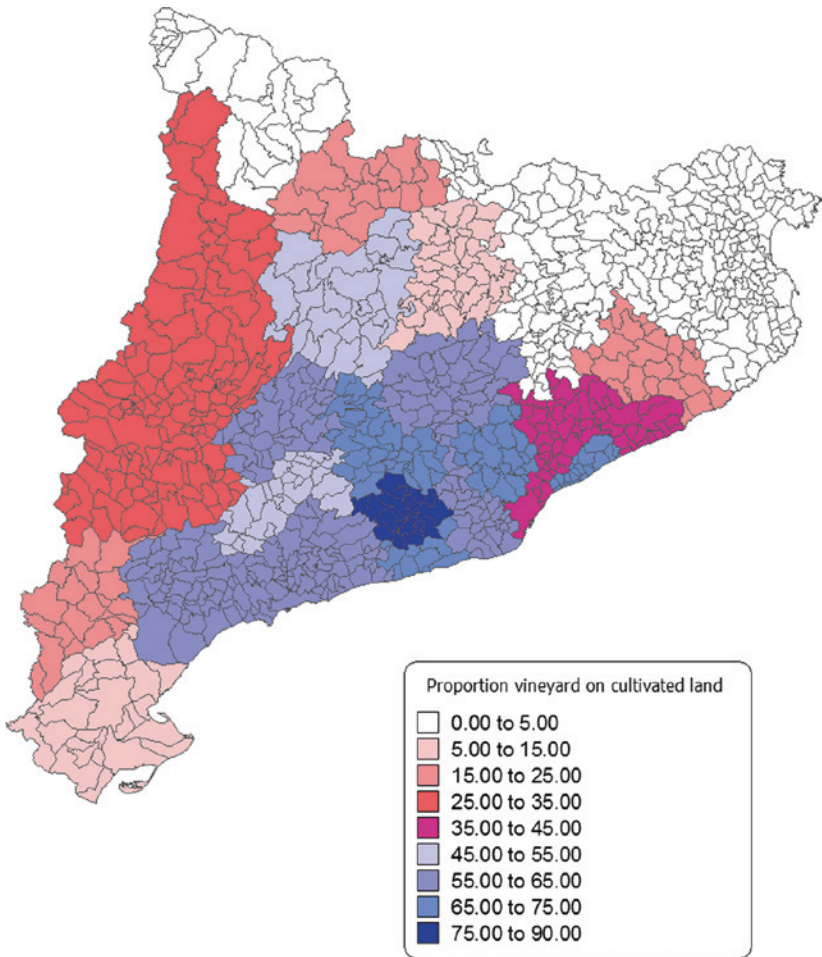 Proportion vineyard on cultivated land
0.00 to 5.00
5.00 to 15.00
15.00 to 25.00
25.00 to 35.00
35.00 to 45.00
45.00 to 55.00
55.00 to 65.00
65.00 to 75.00
75.00 to 90.00